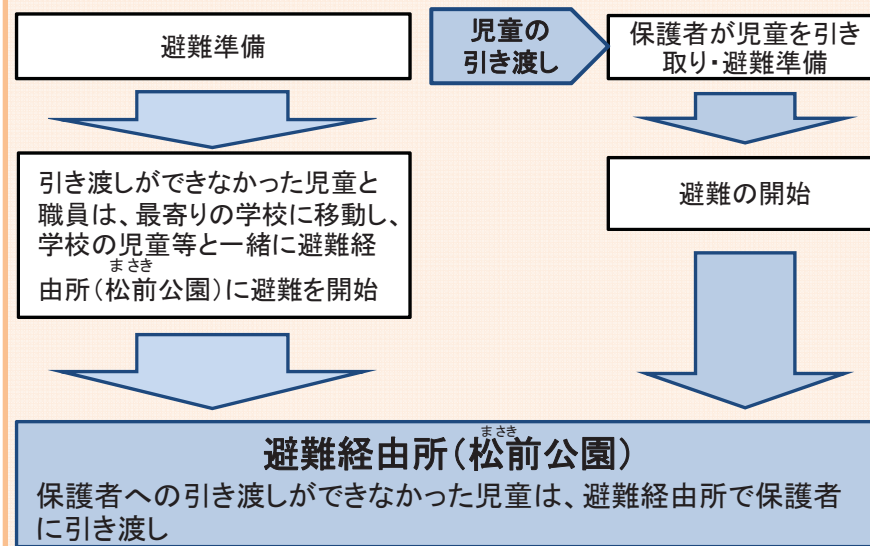 避難準備
児童の
引き渡し
保護者が児童を引き
取り・避難準備
引き渡しができなかった児童と
職員は、最寄りの学校に移動し、
学校の児童等と一緒に避難経
まさき
由所(松前公園)に避難を開始
避難の開始
まさき
避難経由所(松前公園)
保護者への引き渡しができなかった児童は、避難経由所で保護者
に引き渡し